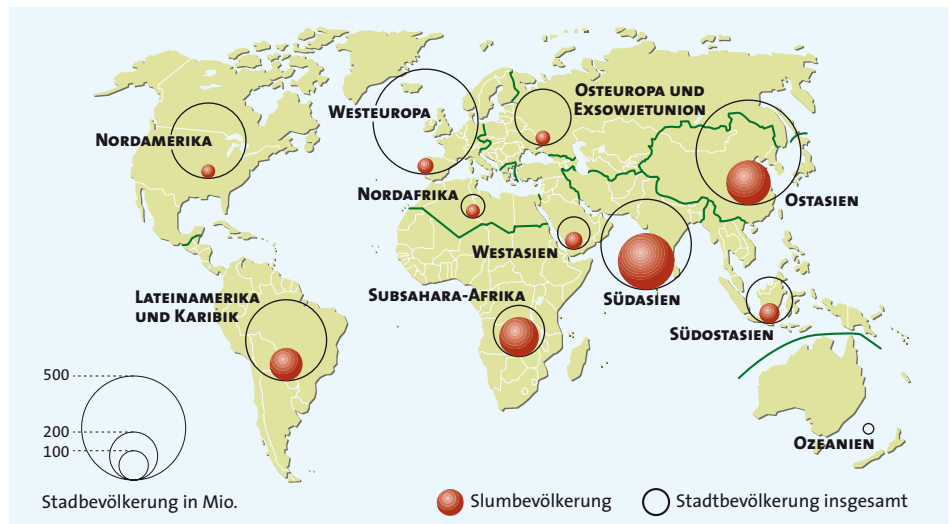 OSTEUROPA UND
EXSOWJETUNION
WESTEUROPA
NORDAMERIKA
NORDAFRIKA
OSTASIEN
WESTASIEN
SUBSAHARA-AFRIKA
SÜDASIEN
LATEINAMERIKA
UND KARIBIK
SÜDOSTASIEN
OZEANIEN
500
200
100
Stadbevölkerung in Mio.
Slumbevölkerung
Stadtbevölkerung insgesamt